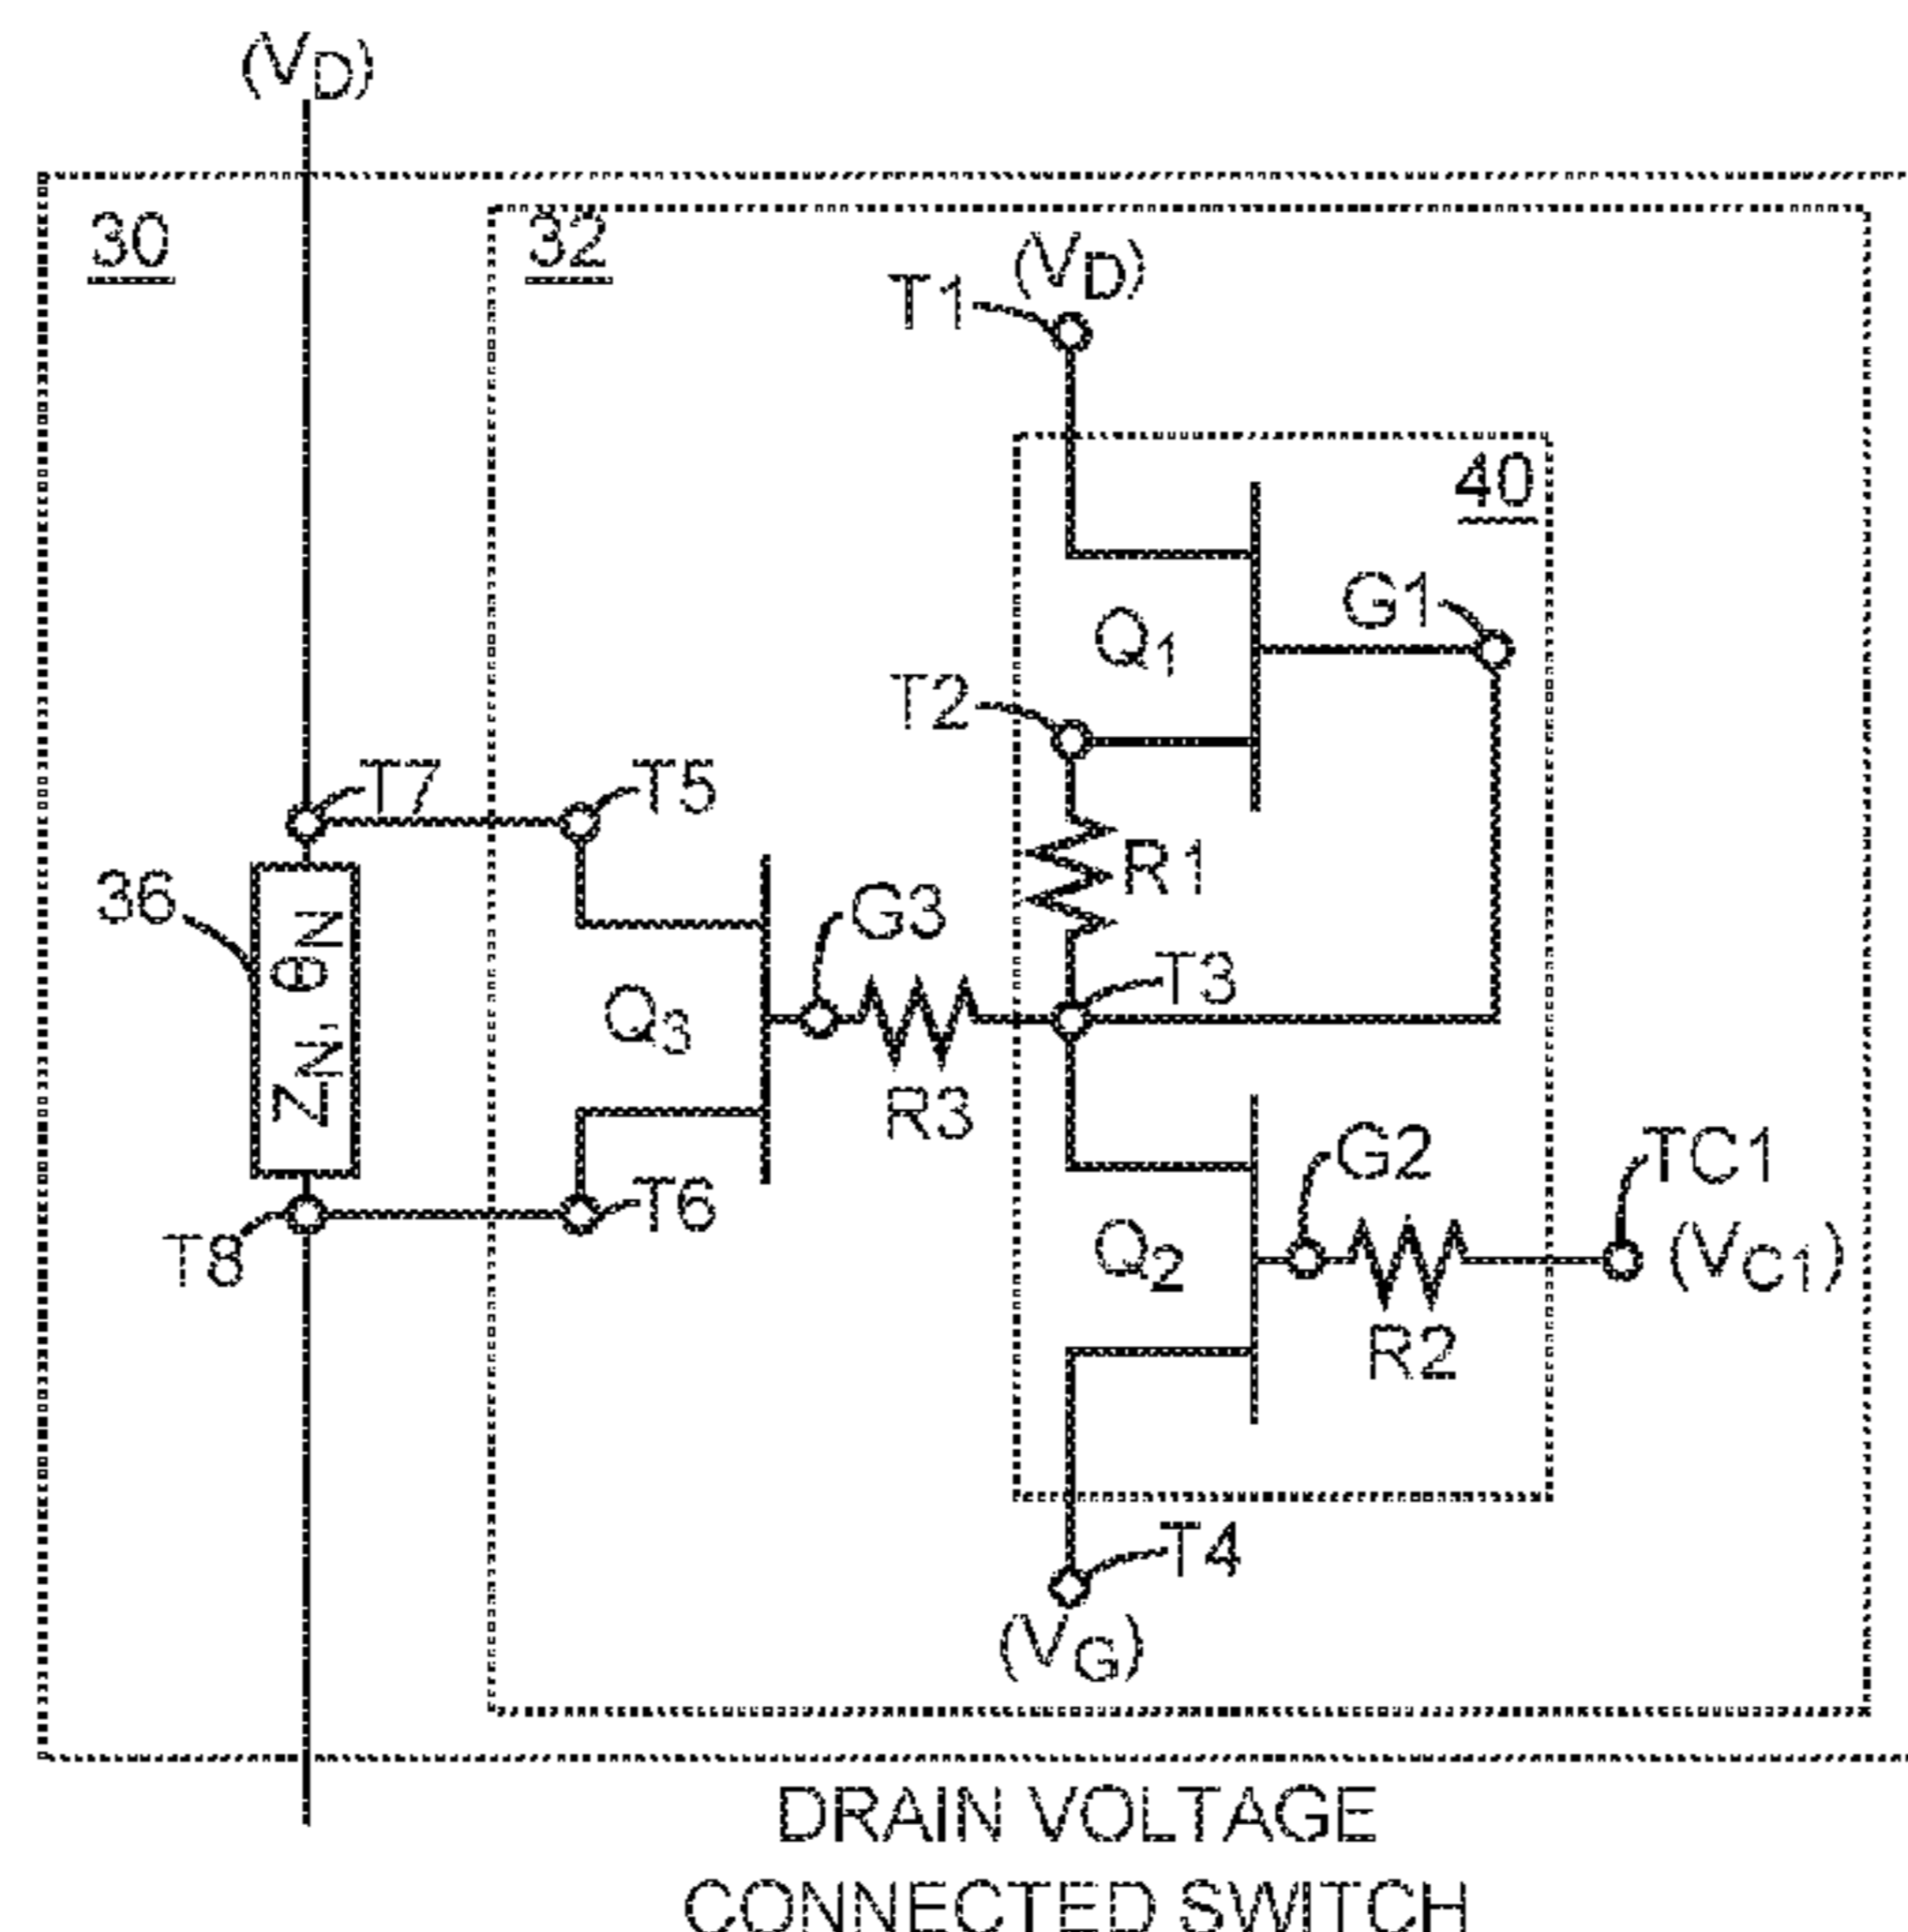 (VD)
30
32
(VD)
T1
40
G1
Q1
T2
T7
T5
R1
36
G3
T3
ZN, θN
Q3
R3
G2
TC1
T6
T8
Q2
(VC1)
R2
T4
(VG)
DRAIN VOLTAGE
CONNECTED SWITCH